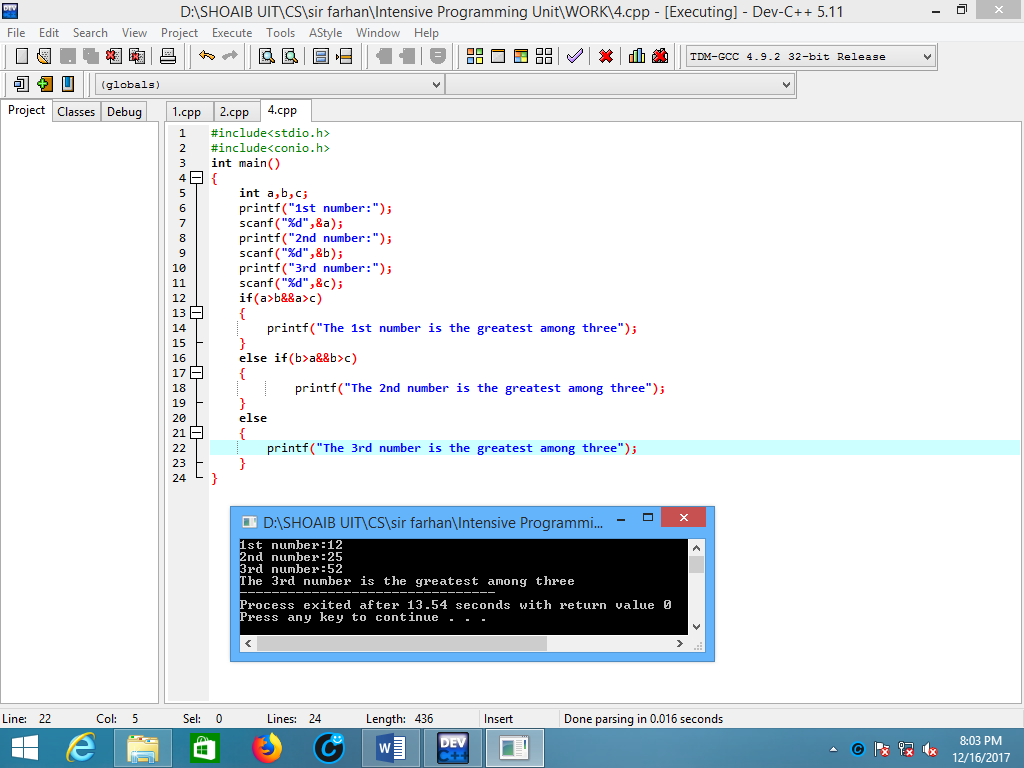 D:\SHOAIB UIT\CS\sir farhan\Intensive Programming Unit\WORK\4.cpp - [Executing] - Dev-C++ 5.11
File Edit Search View Project Execute Tools AStyle Window Help
TDM-GCC 4.9.2 32-bit Release
(globals)
Project Classes Debug 1.cpp 2.cpp 4.cpp
1 #include<stdio.h>
2 #include<conio.h>
3 int main()
4 {
5 int a,b,c;
6 printf("1st number:");
7 scanf("%d",&a);
8 printf("2nd number:");
9 scanf("%d",&b);
10 printf("3rd number:");
11 scanf("%d",&c);
12 if(a>b&&a>c)
13 {
14 printf("The 1st number is the greatest among three");
15 }
16 else if(b>a&&b>c)
17 {
18 printf("The 2nd number is the greatest among three");
19 }
20 else
21 {
22 printf("The 3rd number is the greatest among three");
23 }
24 }
D:\SHOAIB UIT\CS\sir farhan\Intensive Programmi...
1st number:12
2nd number:25
3rd number:52
The 3rd number is the greatest among three
--------------------------------
Process exited after 13.54 seconds with return value 0
Press any key to continue . . .
Line: 22 Col: 5 Sel: 0 Lines: 24 Length: 436 Insert Done parsing in 0.016 seconds
DEV C++
8:03 PM
12/16/2017